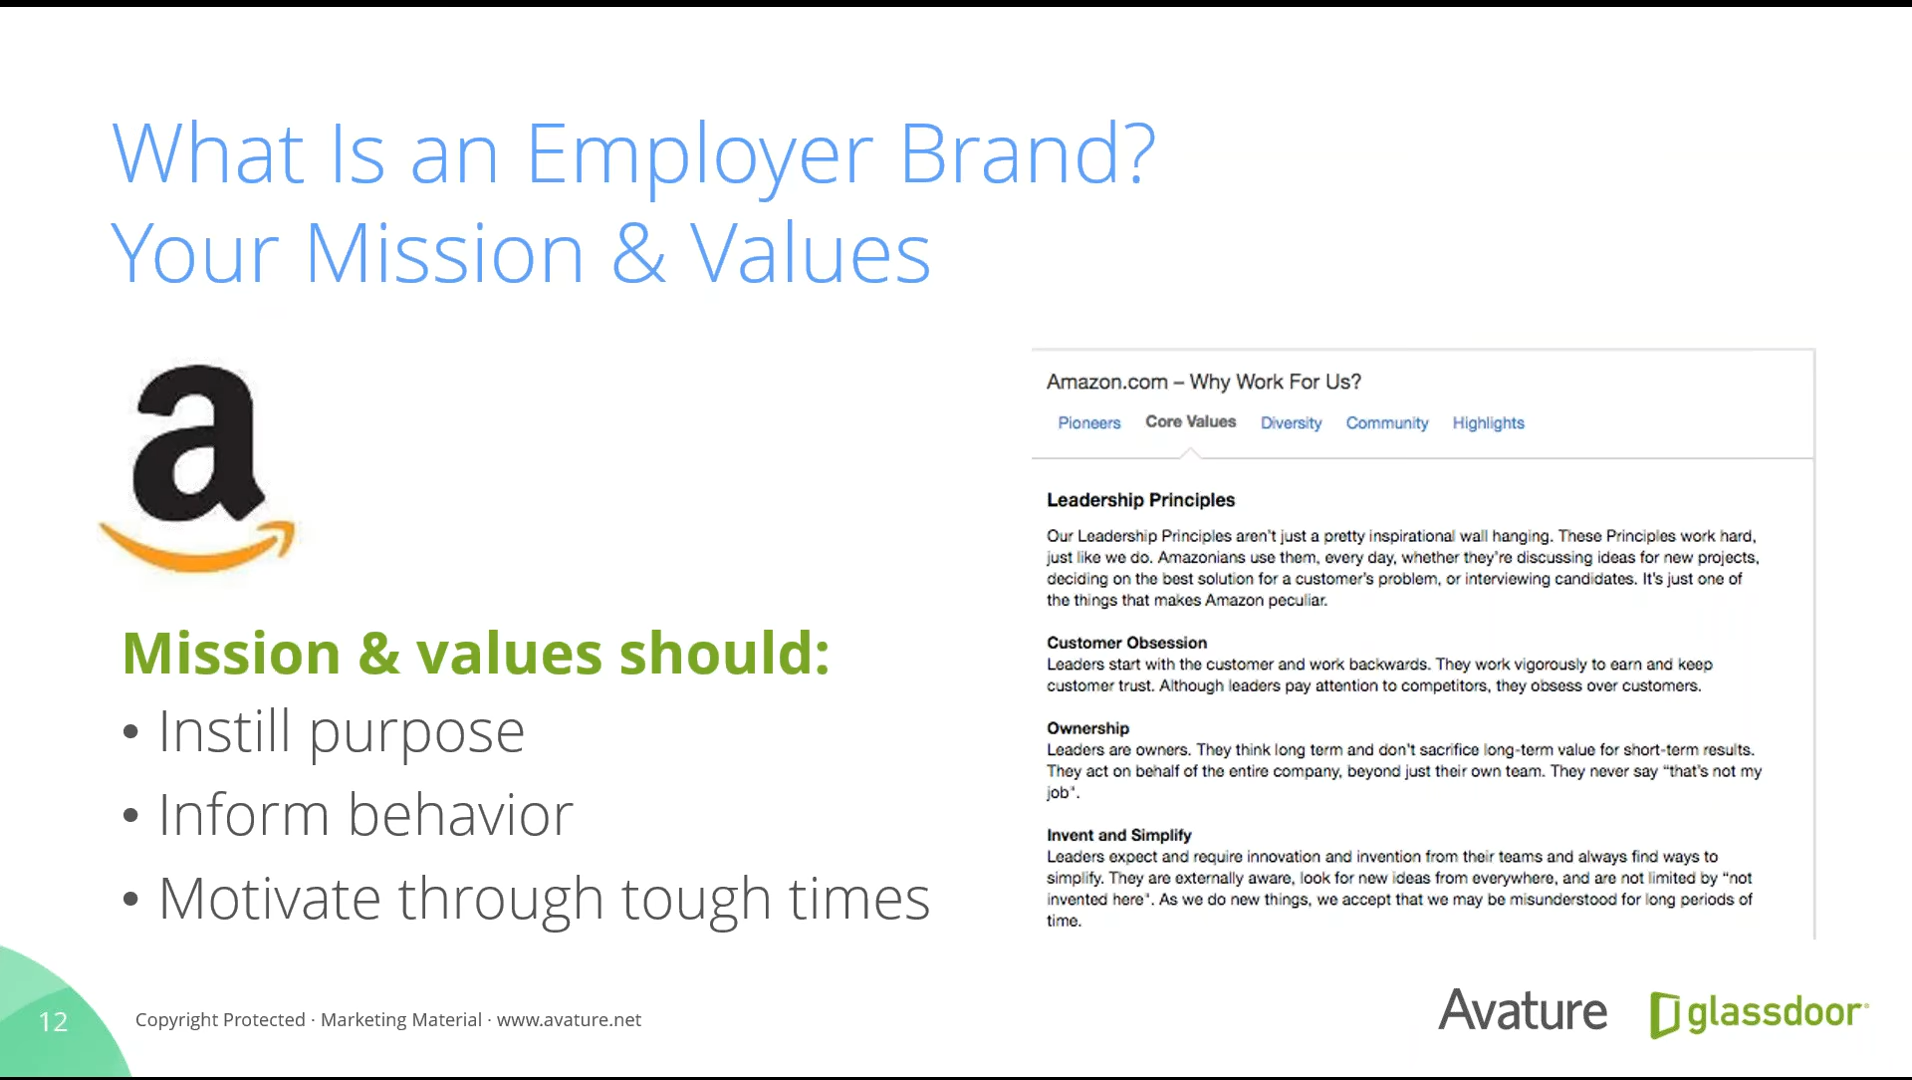 What Is an Employer Brand?
Your Mission & Values
a
Mission & values should:
• Instill purpose
• Inform behavior
• Motivate through tough times
Amazon.com – Why Work For Us?
Pioneers Core Values Diversity Community Highlights
Leadership Principles
Our Leadership Principles aren't just a pretty inspirational wall hanging. These Principles work hard,
just like we do. Amazonians use them, every day, whether they're discussing ideas for new projects,
deciding on the best solution for a customer's problem, or interviewing candidates. It's just one of
the things that makes Amazon peculiar.
Customer Obsession
Leaders start with the customer and work backwards. They work vigorously to earn and keep
customer trust. Although leaders pay attention to competitors, they obsess over customers.
Ownership
Leaders are owners. They think long term and don't sacrifice long-term value for short-term results.
They act on behalf of the entire company, beyond just their own team. They never say “that's not my
job”.
Invent and Simplify
Leaders expect and require innovation and invention from their teams and always find ways to
simplify. They are externally aware, look for new ideas from everywhere, and are not limited by “not
invented here”. As we do new things, we accept that we may be misunderstood for long periods of
time.
12
Copyright Protected · Marketing Material · www.avature.net
Avature
glassdoor